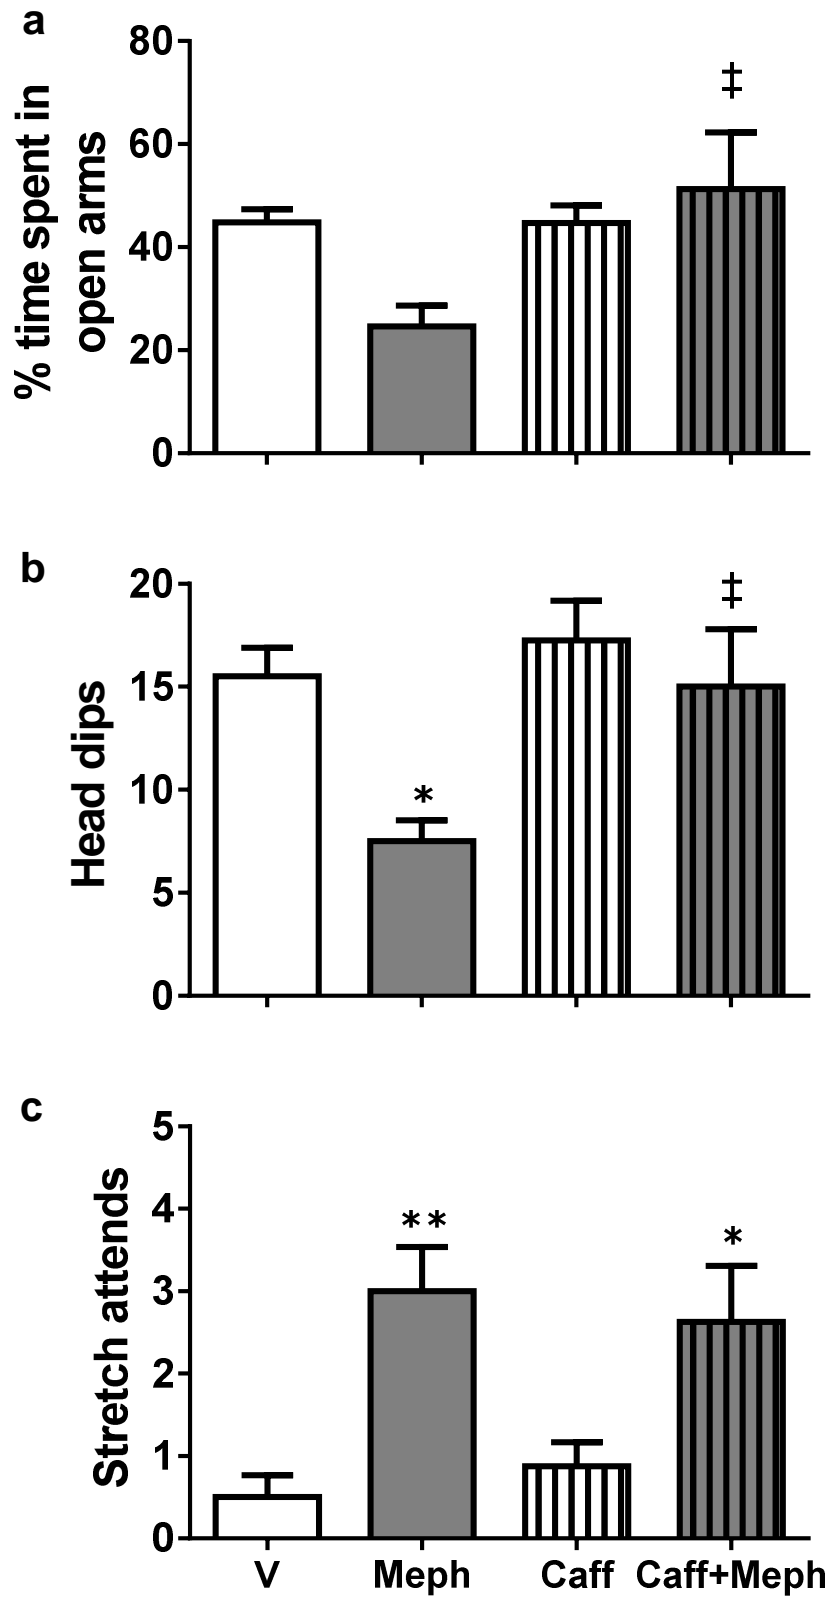 a
% time spent in
open arms
80
60
40
20
0
‡
b
Head dips
20
15
10
5
0
*
‡
c
Stretch attends
5
4
3
2
1
0
**
*
V Meph Caff Caff+Meph